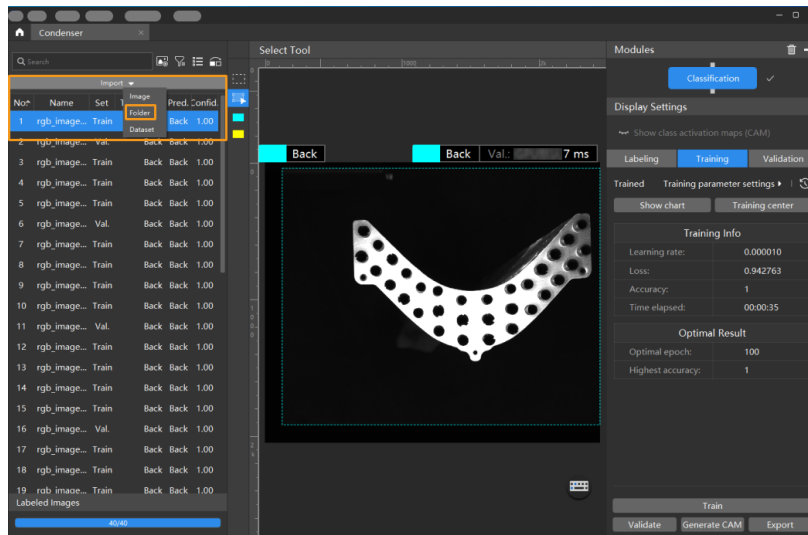 Condenser
Search
Import
Image
Folder
Dataset
No. Name Set Pred. Confid.
1 rgb_image... Train Back 1.00
2 rgb_image... Val. Back Back 1.00
3 rgb_image... Train Back Back 1.00
4 rgb_image... Train Back Back 1.00
5 rgb_image... Train Back Back 1.00
6 rgb_image... Val. Back Back 1.00
7 rgb_image... Train Back Back 1.00
8 rgb_image... Train Back Back 1.00
9 rgb_image... Train Back Back 1.00
10 rgb_image... Train Back Back 1.00
11 rgb_image... Val. Back Back 1.00
12 rgb_image... Train Back Back 1.00
13 rgb_image... Train Back Back 1.00
14 rgb_image... Train Back Back 1.00
15 rgb_image... Train Back Back 1.00
16 rgb_image... Val. Back Back 1.00
17 rgb_image... Train Back Back 1.00
18 rgb_image... Train Back Back 1.00
19 rgb_image... Train Back Back 1.00
Labeled Images
40/40
Select Tool
0 1000
Back
Back Val.: 7 ms
Modules
Classification
Display Settings
Show class activation maps (CAM)
Labeling Training Validation
Trained Training parameter settings
Show chart Training center
Training Info
Learning rate: 0.000010
Loss: 0.942763
Accuracy: 1
Time elapsed: 00:00:35
Optimal Result
Optimal epoch: 100
Highest accuracy: 1
Train
Validate Generate CAM Export